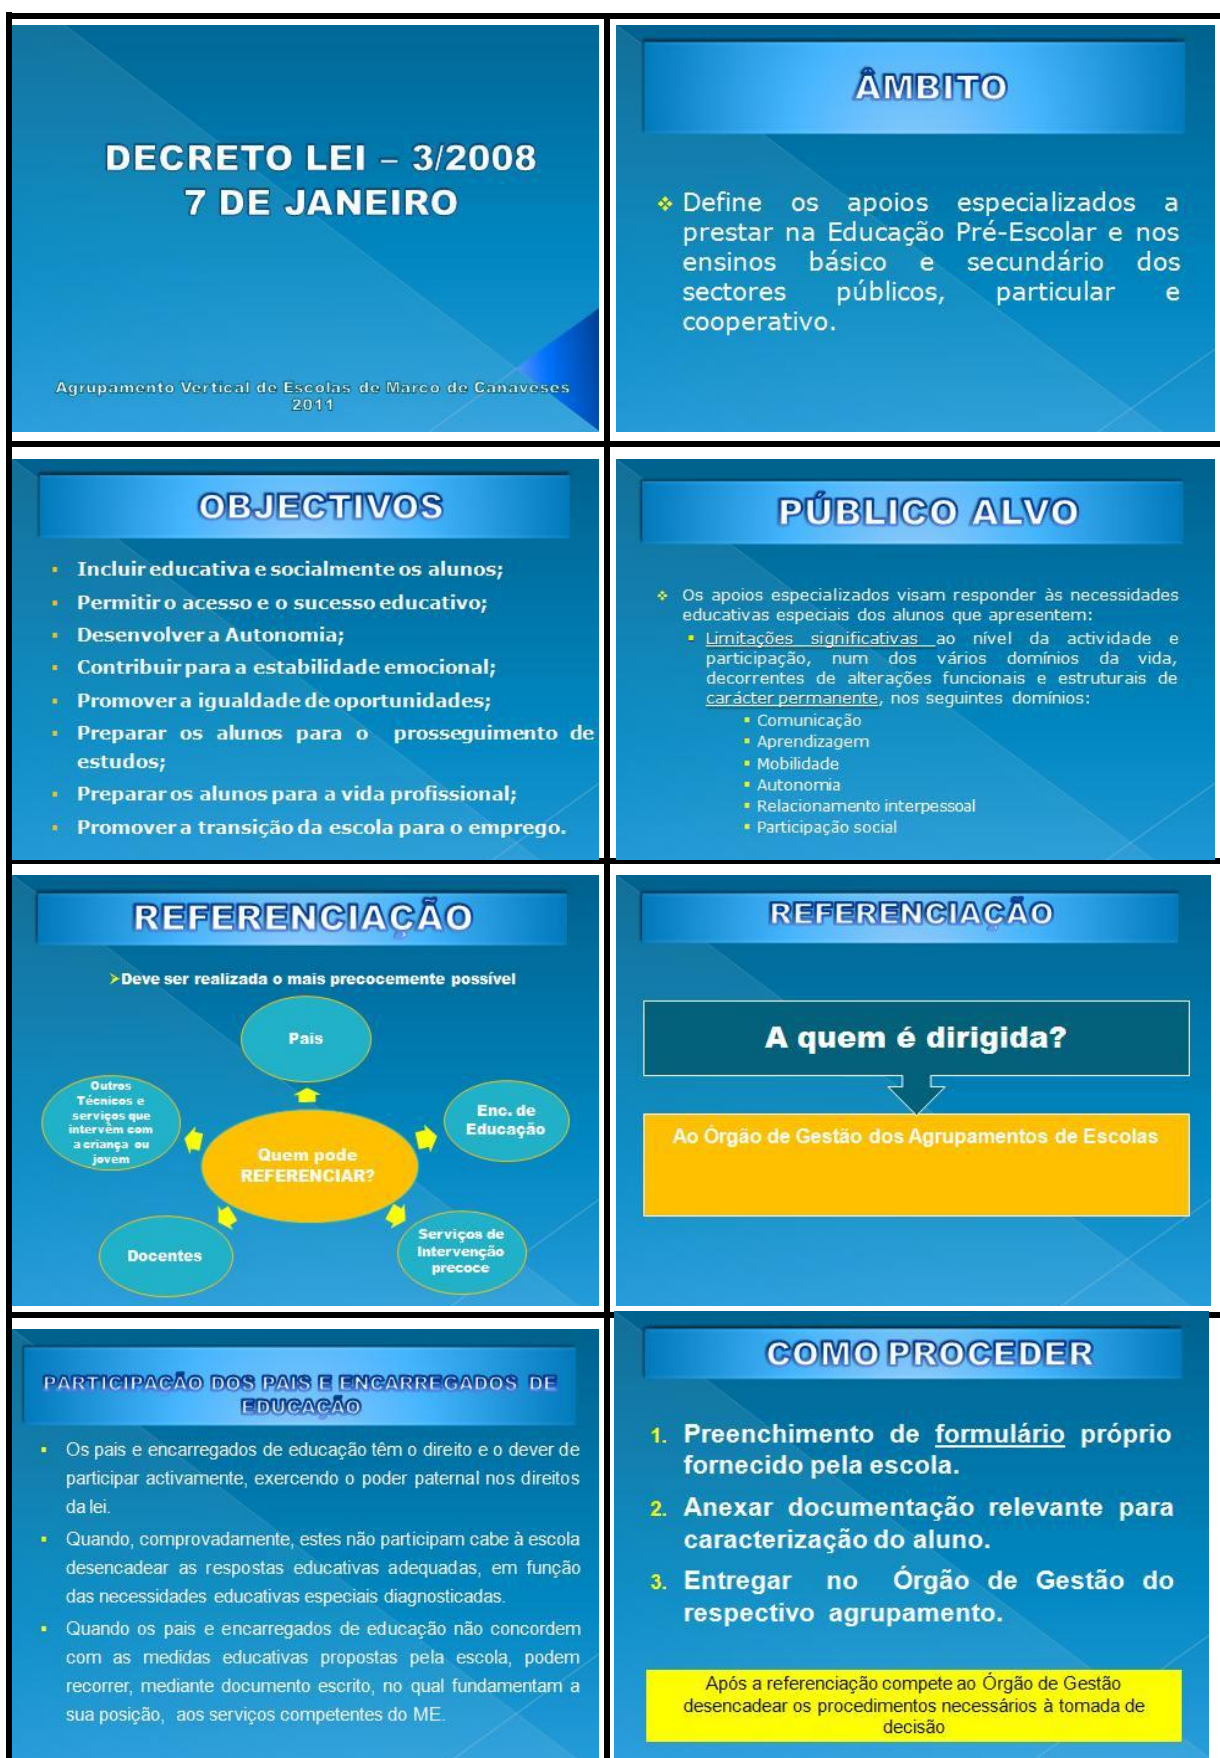 DECRETO LEI – 3/2008
7 DE JANEIRO
Agrupamento Vertical de Escolas de Marco de Canaveses
2011
ÂMBITO
Define os apoios especializados a
prestar na Educação Pré-Escolar e nos
ensinos básico e secundário dos
sectores públicos, particular e
cooperativo.
OBJECTIVOS
Incluir educativa e socialmente os alunos;
Permitir o acesso e o sucesso educativo;
Desenvolver a Autonomia;
Contribuir para a estabilidade emocional;
Promover a igualdade de oportunidades;
Preparar os alunos para o prosseguimento de
estudos;
Preparar os alunos para a vida profissional;
Promover a transição da escola para o emprego.
PÚBLICO ALVO
Os apoios especializados visam responder às necessidades
educativas especiais dos alunos que apresentem:
Limitações significativas ao nível da actividade e
participação, num dos vários domínios da vida,
decorrentes de alterações funcionais e estruturais de
carácter permanente, nos seguintes domínios:
Comunicação
Aprendizagem
Mobilidade
Autonomia
Relacionamento interpessoal
Participação social
REFERENCIAÇÃO
Deve ser realizada o mais precocemente possível
Pais
Outros
Técnicos e
serviços que
intervêm com
a criança ou
jovem
Enc. de
Educação
Quem pode
REFERENCIAR?
Docentes
Serviços de
Intervenção
precoce
REFERENCIAÇÃO
A quem é dirigida?
Ao Órgão de Gestão dos Agrupamentos de Escolas
PARTICIPAÇÃO DOS PAIS E ENCARREGADOS DE
EDUCAÇÃO
Os pais e encarregados de educação têm o direito e o dever de
participar activamente, exercendo o poder paternal nos direitos
da lei.
Quando, comprovadamente, estes não participam cabe à escola
desencadear as respostas educativas adequadas, em função
das necessidades educativas especiais diagnosticadas.
Quando os pais e encarregados de educação não concordem
com as medidas educativas propostas pela escola, podem
recorrer, mediante documento escrito, no qual fundamentam a
sua posição, aos serviços competentes do ME.
COMO PROCEDER
1. Preenchimento de formulário próprio
fornecido pela escola.
2. Anexar documentação relevante para
caracterização do aluno.
3. Entregar no Órgão de Gestão do
respectivo agrupamento.
Após a referenciação compete ao Órgão de Gestão
desencadear os procedimentos necessários à tomada de
decisão